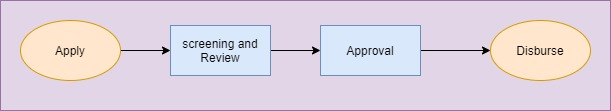 Apply
screening and
Review
Approval
Disburse